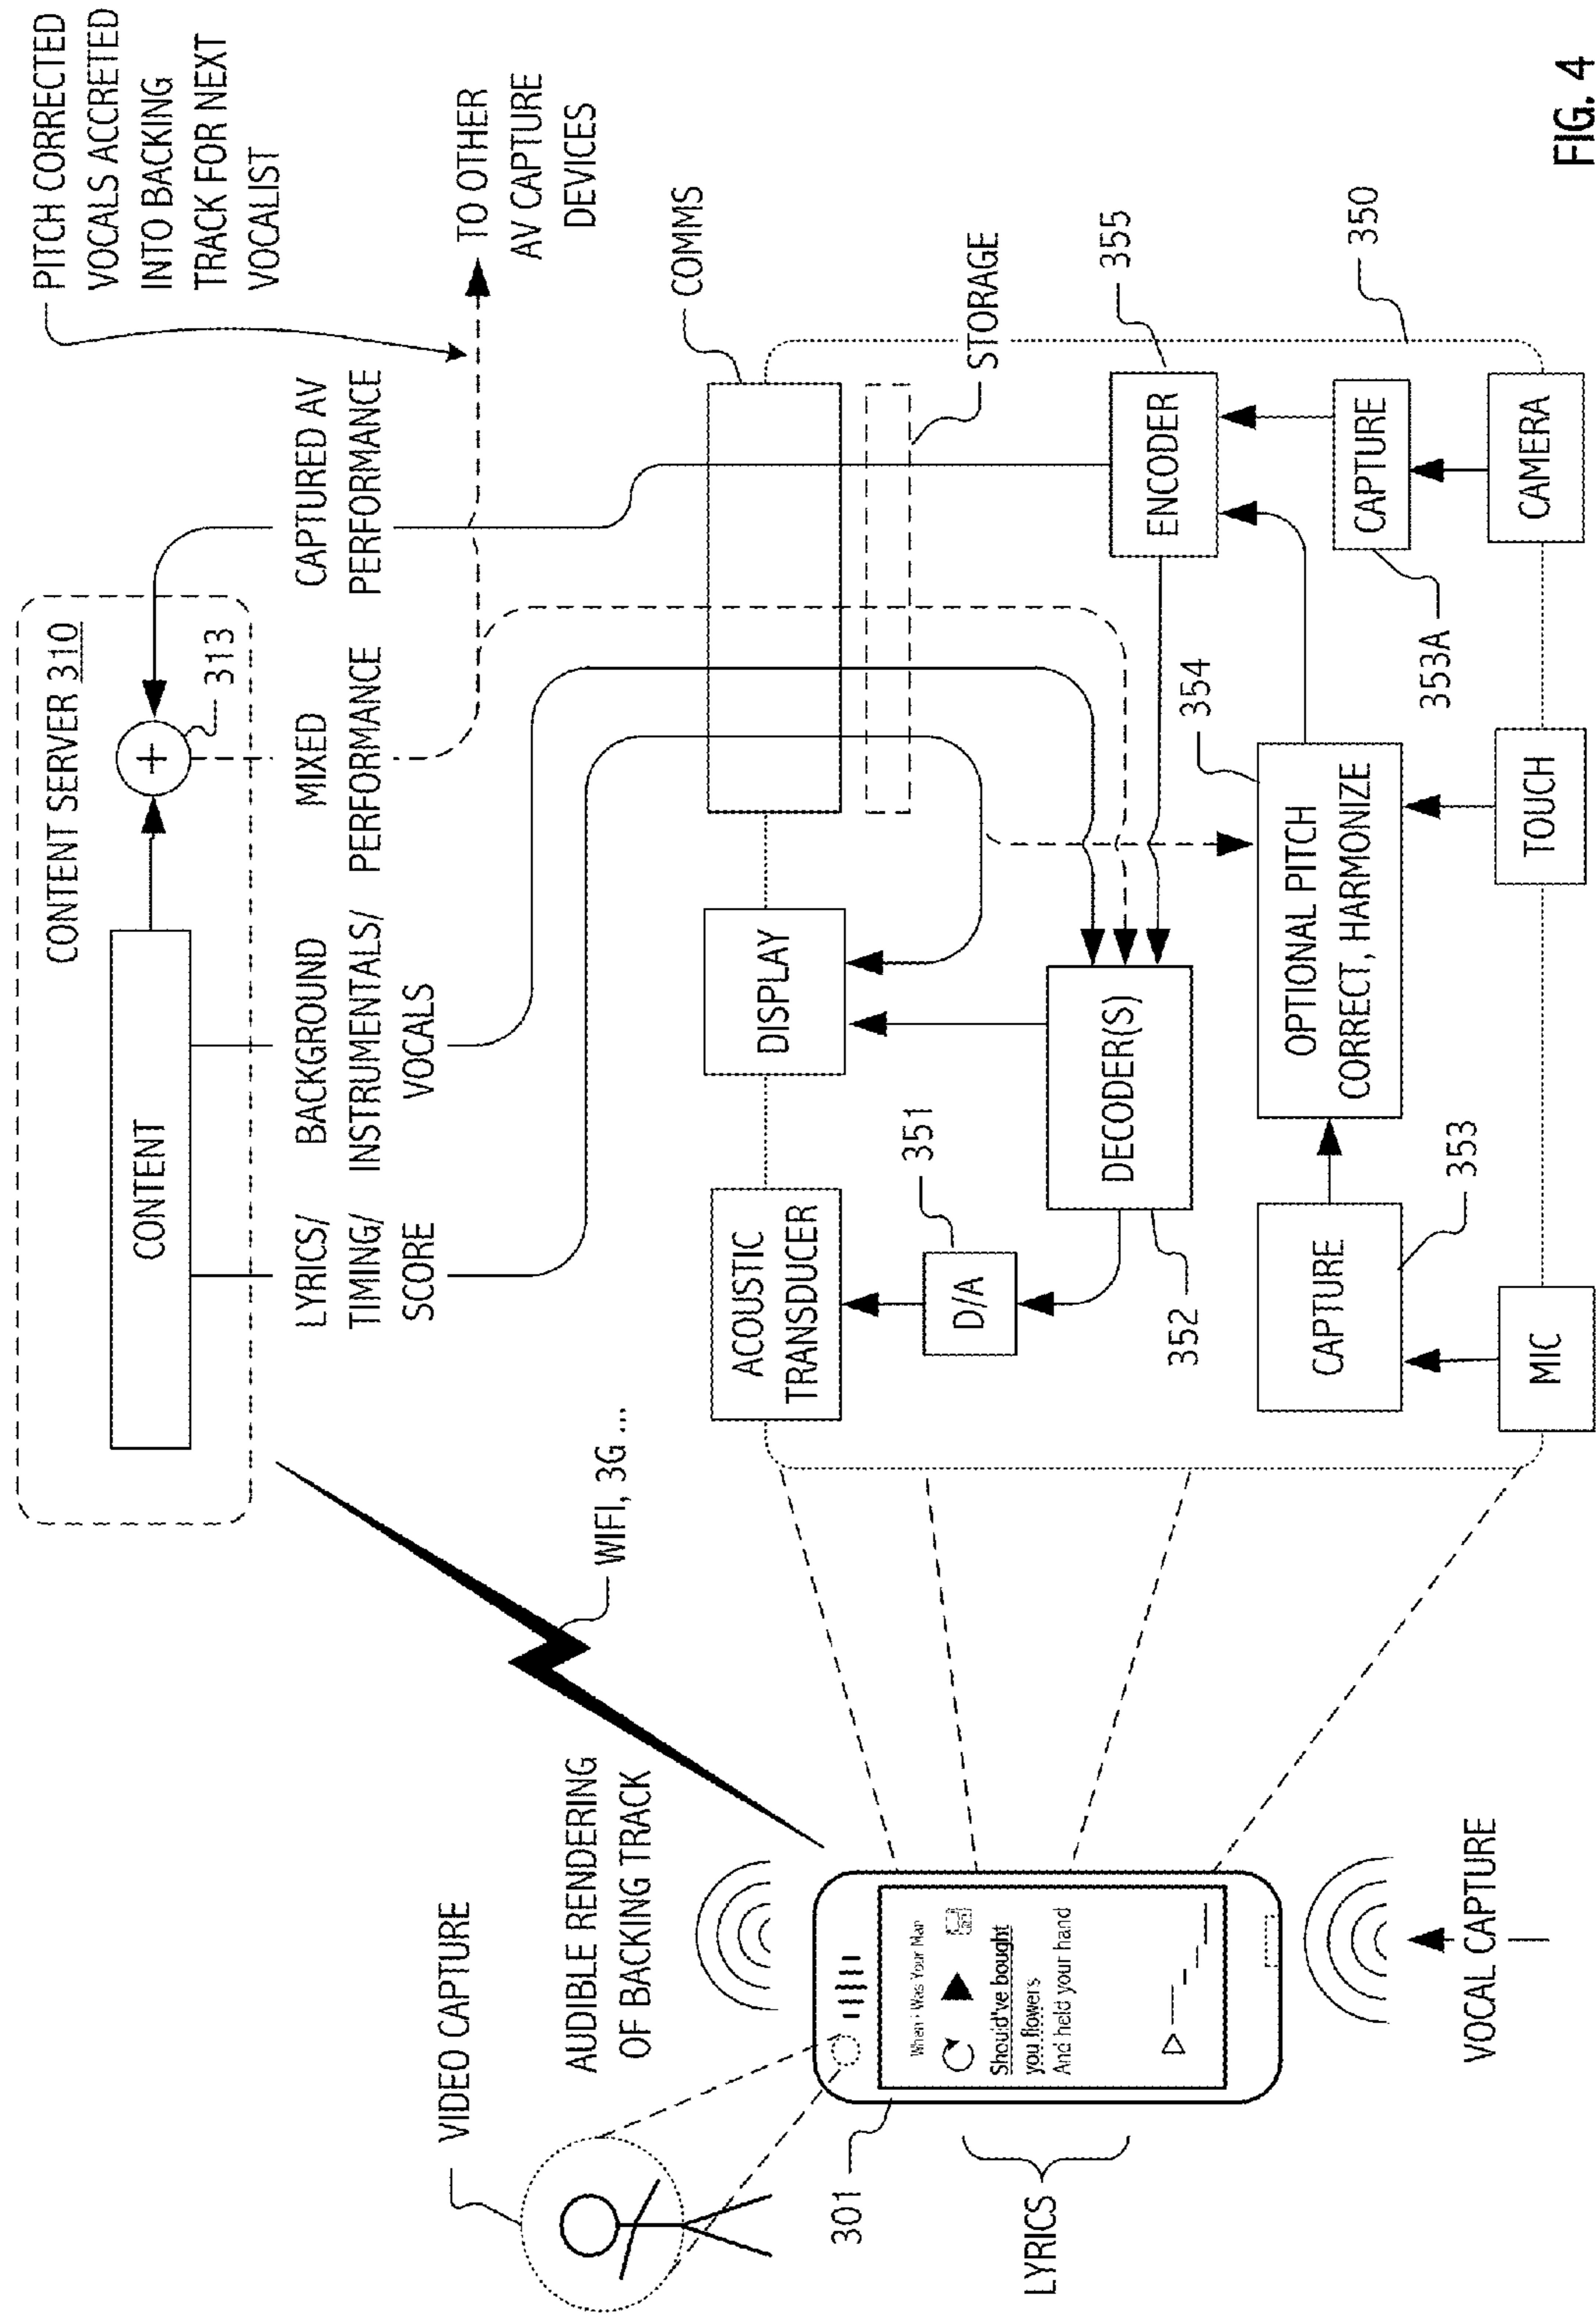 CONTENT SERVER 310
CONTENT
313
PITCH CORRECTED
VOCALS ACCRETED
INTO BACKING
TRACK FOR NEXT
VOCALIST
LYRICS/
TIMING/
SCORE
BACKGROUND
INSTRUMENTALS/
VOCALS
MIXED
PERFORMANCE
CAPTURED AV
PERFORMANCE
TO OTHER
AV CAPTURE
DEVICES
WIFI, 3G ...
VIDEO CAPTURE
AUDIBLE RENDERING
OF BACKING TRACK
301
LYRICS
When I Was Your Man
Should've bought
you flowers
And held your hand
VOCAL CAPTURE
COMMS
STORAGE
ACOUSTIC
TRANSDUCER
DISPLAY
D/A
351
DECODER(S)
352
ENCODER
355
CAPTURE
353
OPTIONAL PITCH
CORRECT, HARMONIZE
354
CAPTURE
353A
MIC
TOUCH
CAMERA
350
FIG. 4